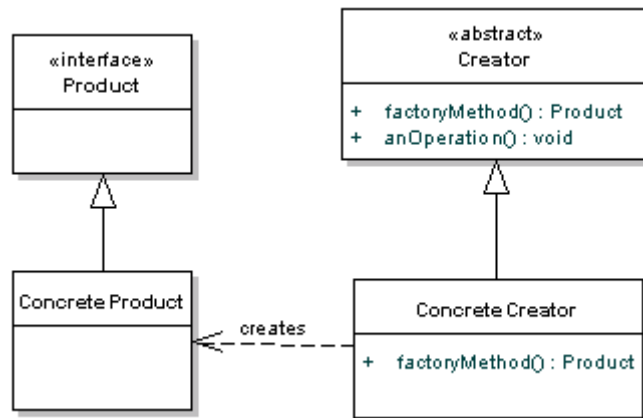 «interface»
Product
«abstract»
Creator
+ factoryMethod() : Product
+ anOperation() : void
Concrete Product
creates
Concrete Creator
+ factoryMethod() : Product